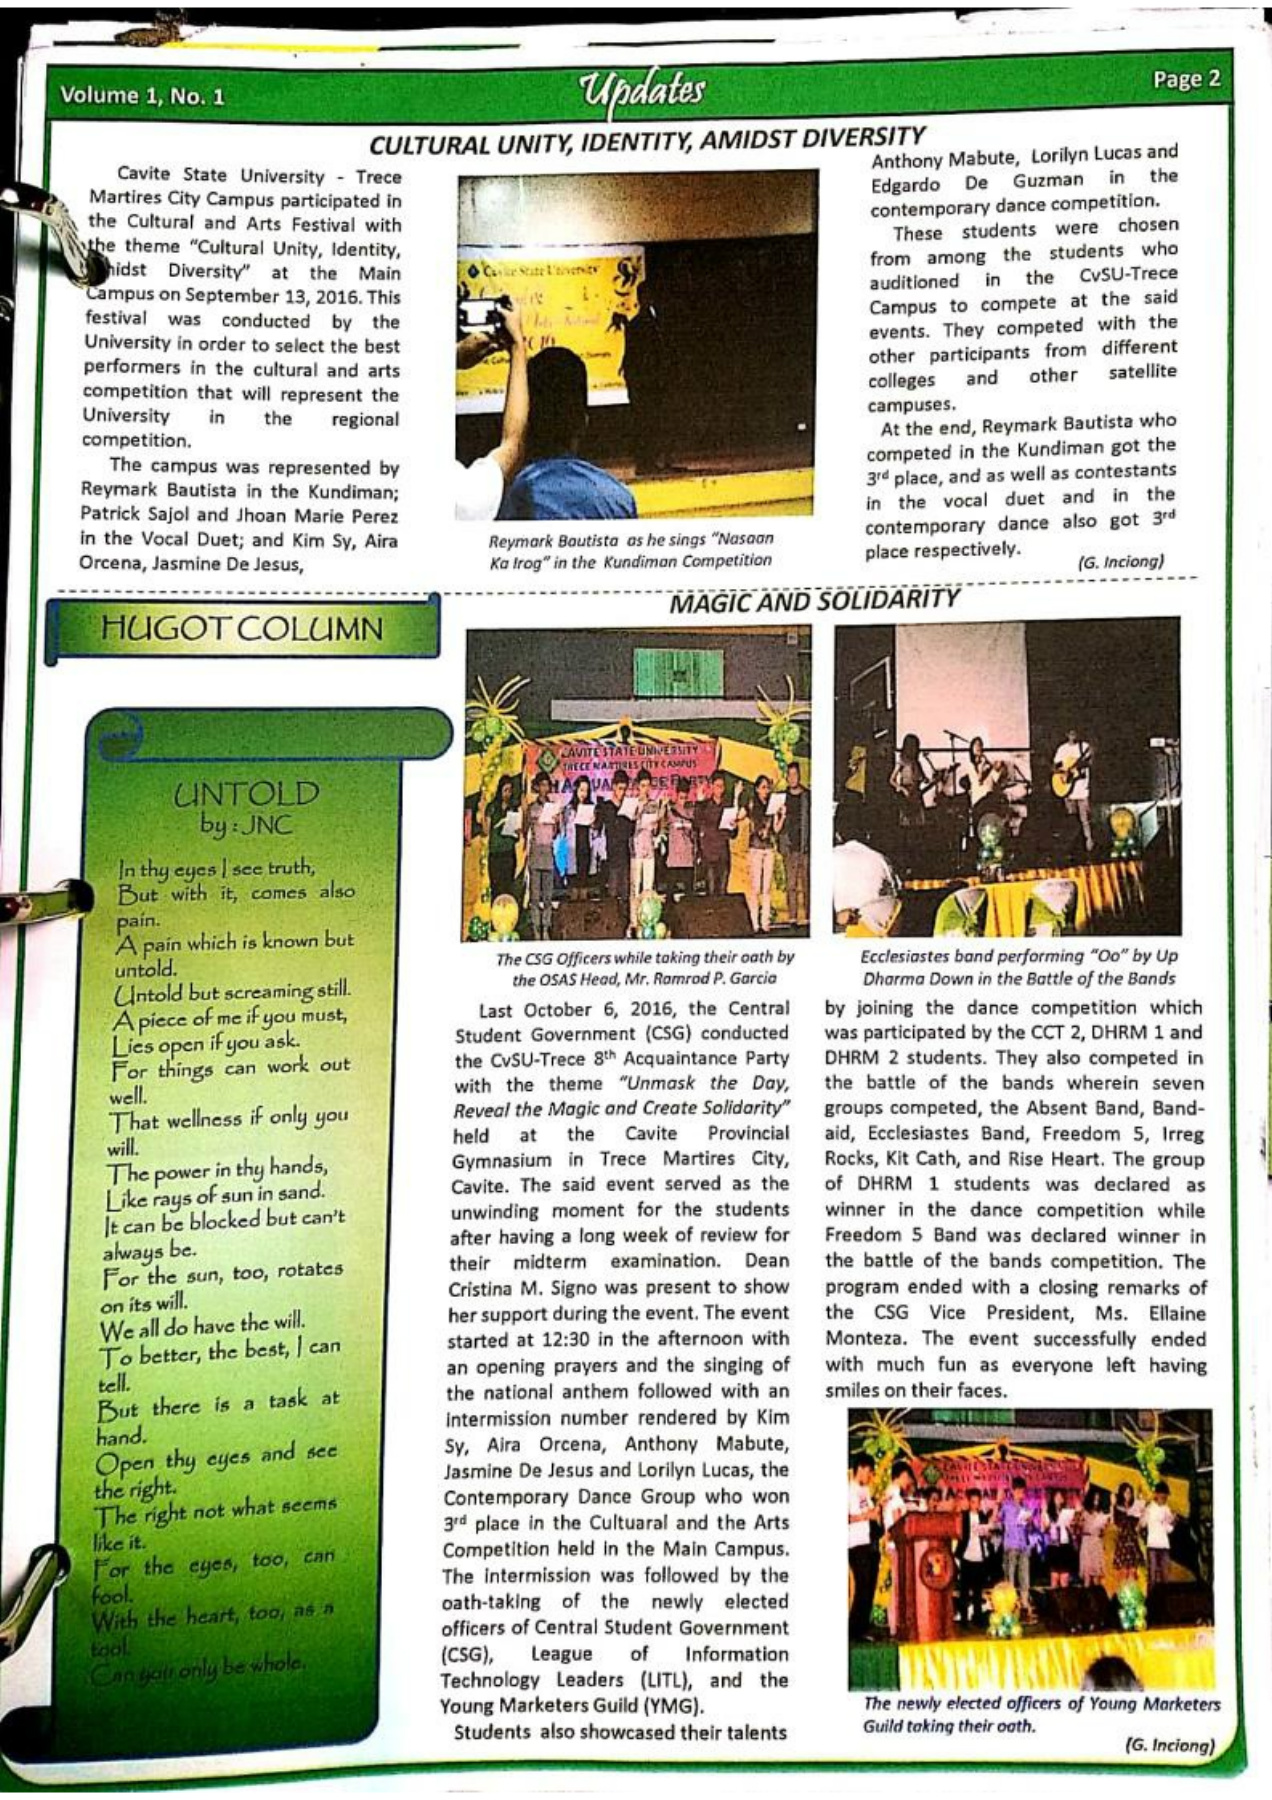 Volume 1, No. 1
Updates
Page 2
CULTURAL UNITY, IDENTITY, AMIDST DIVERSITY
Cavite State University - Trece
Martires City Campus participated in
the Cultural and Arts Festival with
the theme "Cultural Unity, Identity,
hidst Diversity" at the Main
Campus on September 13, 2016. This
festival was conducted by the
University in order to select the best
performers in the cultural and arts
competition that will represent the
University in the regional
competition.
The campus was represented by
Reymark Bautista in the Kundiman;
Patrick Sajol and Jhoan Marie Perez
in the Vocal Duet; and Kim Sy, Aira
Orcena, Jasmine De Jesus,
Cavite State University
Reymark Bautista as he sings "Nasaan
Ka Irog" in the Kundiman Competition
Anthony Mabute, Lorilyn Lucas and
Edgardo De Guzman in the
contemporary dance competition.
These students were chosen
from among the students who
auditioned in the CvSU-Trece
Campus to compete at the said
events. They competed with the
other participants from different
colleges and other satellite
campuses.
At the end, Reymark Bautista who
competed in the Kundiman got the
3rd place, and as well as contestants
in the vocal duet and in the
contemporary dance also got 3rd
place respectively.
(G. Inciong)
HUGOT COLUMN
UNTOLD
by : JNC
In thy eyes I see truth,
But with it, comes also
pain.
A pain which is known but
untold.
Untold but screaming still.
A piece of me if you must,
Lies open if you ask.
For things can work out
well.
That wellness if only you
will.
The power in thy hands,
Like rays of sun in sand.
It can be blocked but can't
always be.
For the sun, too, rotates
on its will.
We all do have the will.
To better, the best, I can
tell.
But there is a task at
hand.
Open thy eyes and see
the right.
The right not what seems
like it.
For the eyes, too, can
fool.
With the heart, too, as a
tool.
Can you only be whole.
MAGIC AND SOLIDARITY
CAVITE STATE UNIVERSITY
TRECE MARTIRES CITY CAMPUS
The CSG Officers while taking their oath by
the OSAS Head, Mr. Ramrod P. Garcia
Last October 6, 2016, the Central
Student Government (CSG) conducted
the CvSU-Trece 8th Acquaintance Party
with the theme "Unmask the Day,
Reveal the Magic and Create Solidarity"
held at the Cavite Provincial
Gymnasium in Trece Martires City,
Cavite. The said event served as the
unwinding moment for the students
after having a long week of review for
their midterm examination. Dean
Cristina M. Signo was present to show
her support during the event. The event
started at 12:30 in the afternoon with
an opening prayers and the singing of
the national anthem followed with an
intermission number rendered by Kim
Sy, Aira Orcena, Anthony Mabute,
Jasmine De Jesus and Lorilyn Lucas, the
Contemporary Dance Group who won
3rd place in the Cultuaral and the Arts
Competition held in the Main Campus.
The intermission was followed by the
oath-taking of the newly elected
officers of Central Student Government
(CSG), League of Information
Technology Leaders (LITL), and the
Young Marketers Guild (YMG).
Students also showcased their talents
Ecclesiastes band performing "Oo" by Up
Dharma Down in the Battle of the Bands
by joining the dance competition which
was participated by the CCT 2, DHRM 1 and
DHRM 2 students. They also competed in
the battle of the bands wherein seven
groups competed, the Absent Band, Band-
aid, Ecclesiastes Band, Freedom 5, Irreg
Rocks, Kit Cath, and Rise Heart. The group
of DHRM 1 students was declared as
winner in the dance competition while
Freedom 5 Band was declared winner in
the battle of the bands competition. The
program ended with a closing remarks of
the CSG Vice President, Ms. Ellaine
Monteza. The event successfully ended
with much fun as everyone left having
smiles on their faces.
The newly elected officers of Young Marketers
Guild taking their oath.
(G. Inciong)